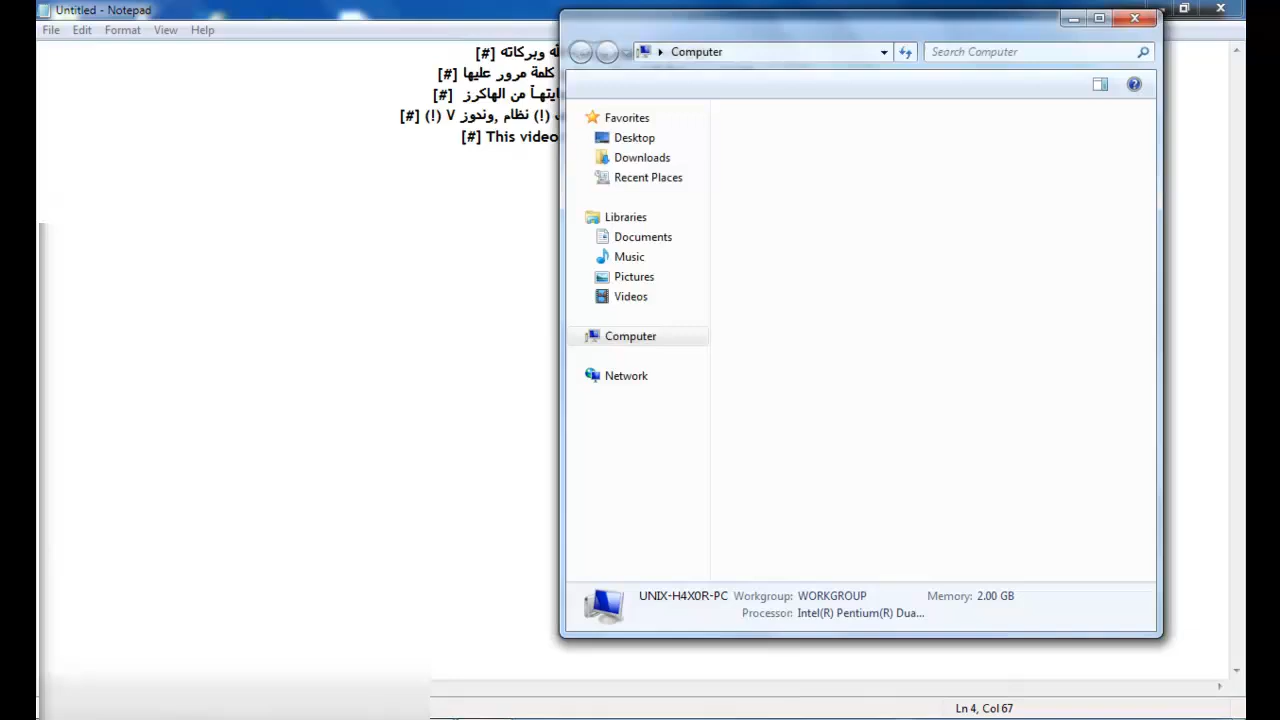 Untitled - Notepad
File Edit Format View Help
وبركاته [#]
كلمة مرور عليها [#]
من الهاكرز [#]
(!) نظام ,وندوز V (!) [#]
[#] This video
Computer
Search Computer
Favorites
Desktop
Downloads
Recent Places
Libraries
Documents
Music
Pictures
Videos
Computer
Network
UNIX-H4X0R-PC Workgroup: WORKGROUP Memory: 2.00 GB
Processor: Intel(R) Pentium(R) Dua...
Ln 4, Col 67